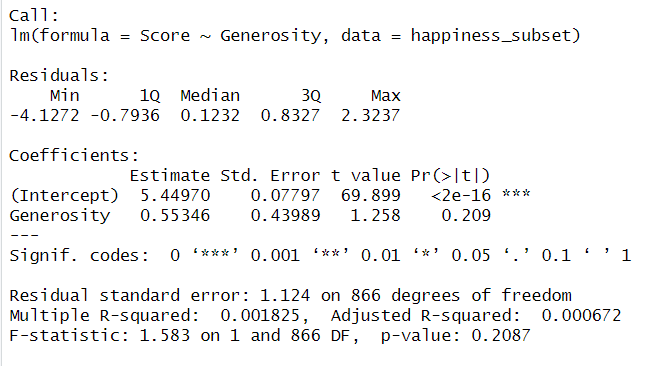 Call:
lm(formula = Score ~ Generosity, data = happiness_subset)
Residuals:
    Min      1Q  Median      3Q     Max
-4.1272 -0.7936  0.1232  0.8327  2.3237
Coefficients:
            Estimate Std. Error t value Pr(>|t|)
(Intercept)  5.44970    0.07797  69.899   <2e-16 ***
Generosity   0.55346    0.43989   1.258    0.209
---
Signif. codes:  0 ‘***’ 0.001 ‘**’ 0.01 ‘*’ 0.05 ‘.’ 0.1 ‘ ’ 1
Residual standard error: 1.124 on 866 degrees of freedom
Multiple R-squared:  0.001825,  Adjusted R-squared:  0.000672
F-statistic: 1.583 on 1 and 866 DF,  p-value: 0.2087